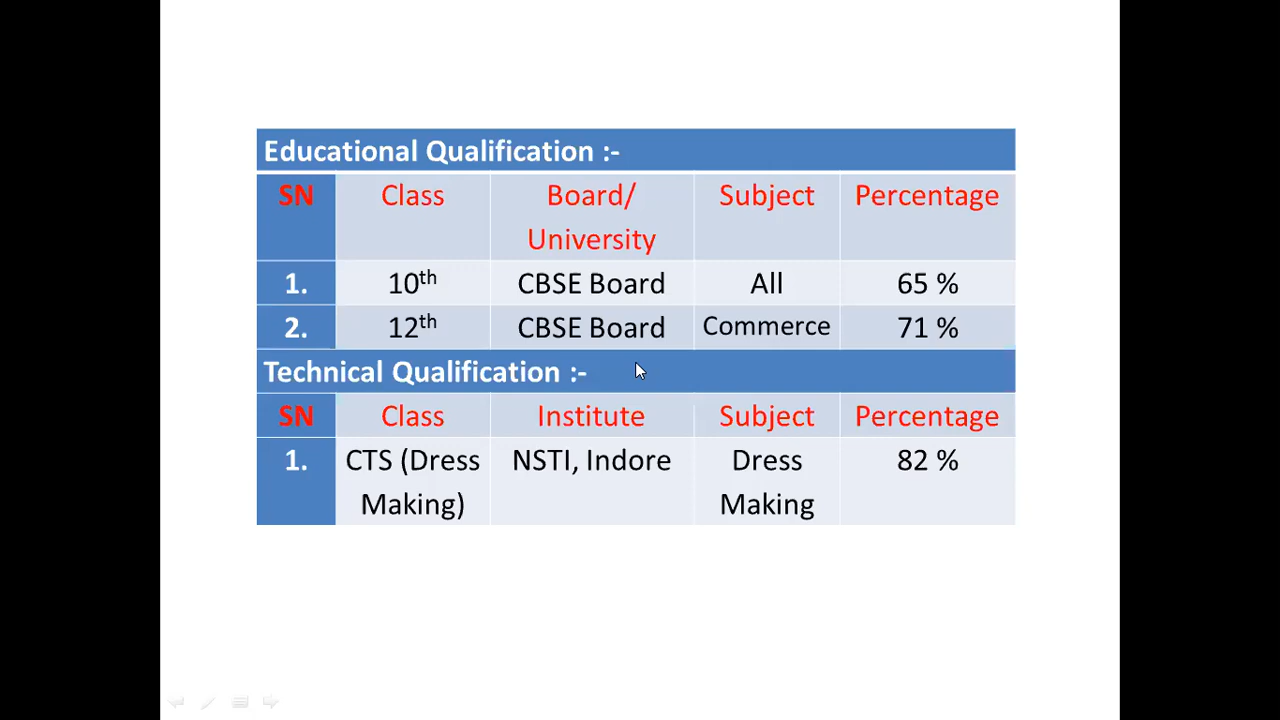 Educational Qualification :-
SN Class Board/ University Subject Percentage
1. 10th CBSE Board All 65 %
2. 12th CBSE Board Commerce 71 %
Technical Qualification :-
SN Class Institute Subject Percentage
1. CTS (Dress Making) NSTI, Indore Dress Making 82 %